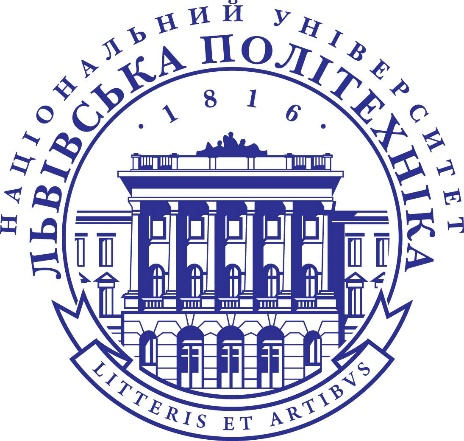 НАЦІОНАЛЬНИЙ УНІВЕРСИТЕТ
ЛЬВІВСЬКА ПОЛІТЕХНІКА
· 1 8 1 6 ·
LITTERIS ET ARTIBVS